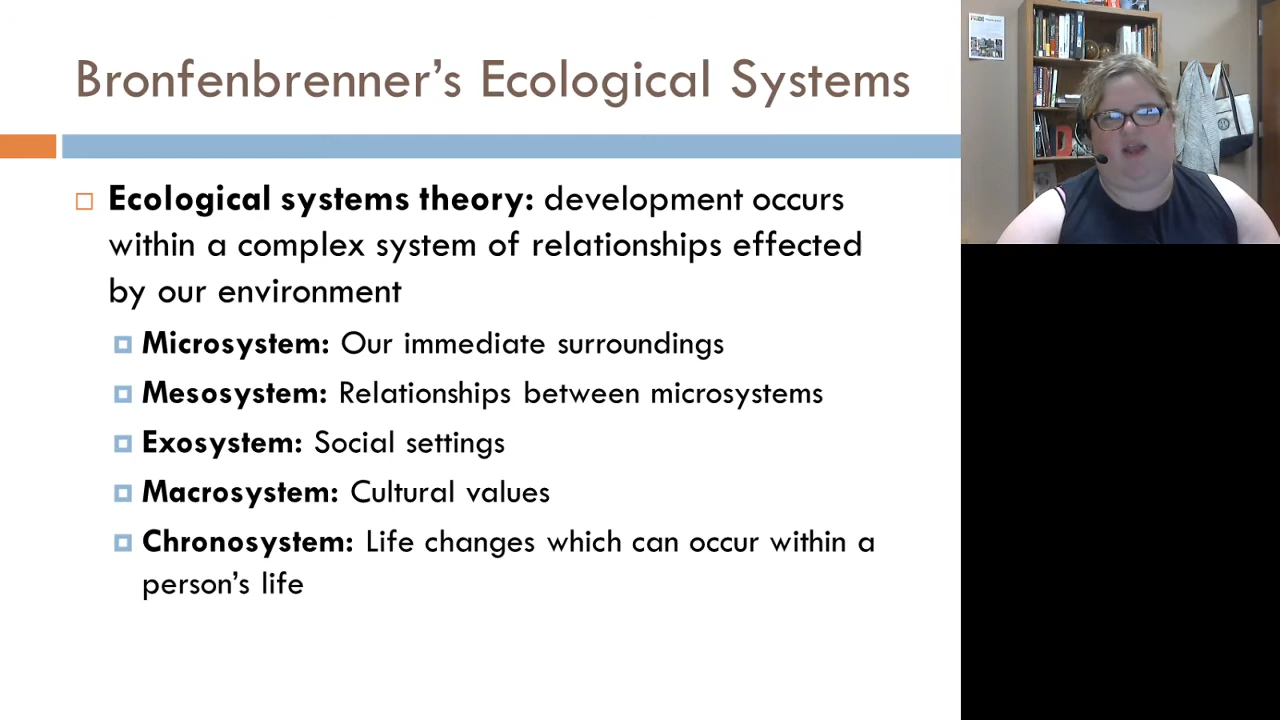 Bronfenbrenner's Ecological Systems
Ecological systems theory: development occurs
within a complex system of relationships effected
by our environment
Microsystem: Our immediate surroundings
Mesosystem: Relationships between microsystems
Exosystem: Social settings
Macrosystem: Cultural values
Chronosystem: Life changes which can occur within a
person's life